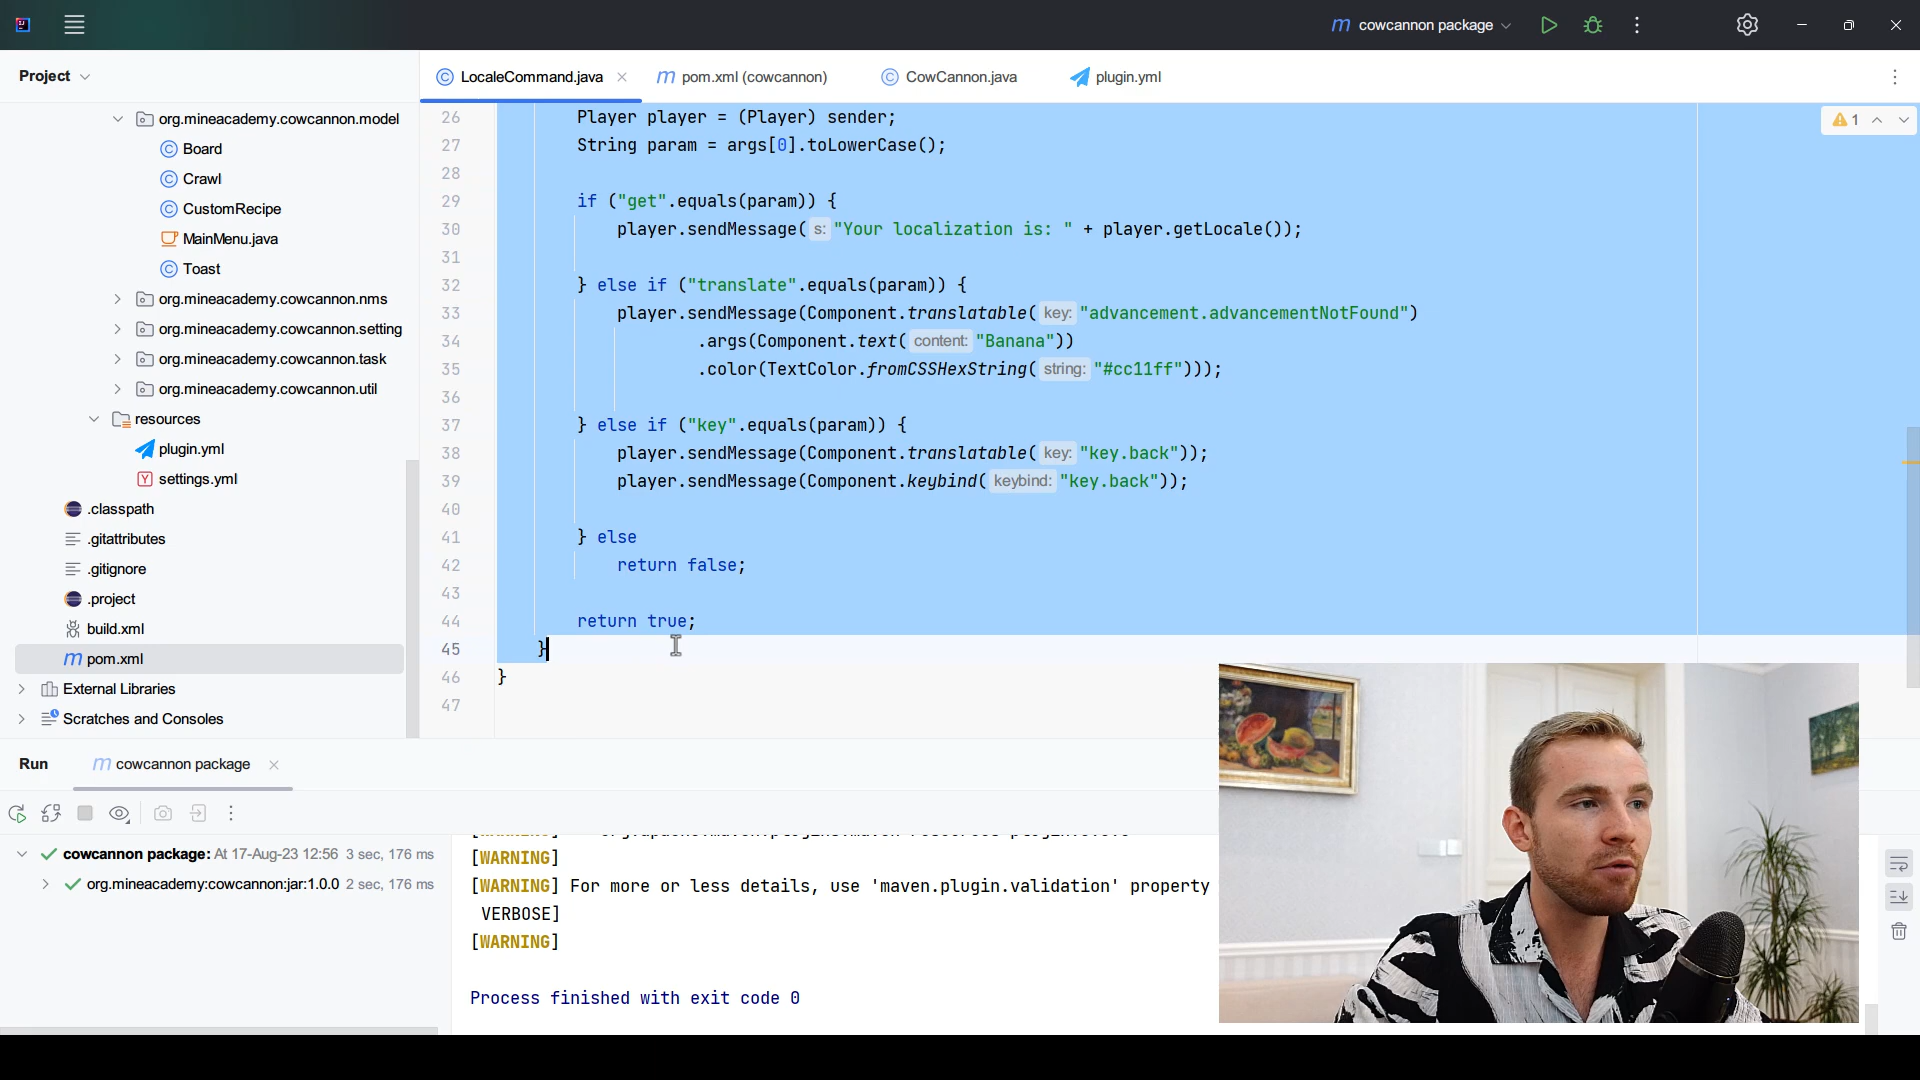 cowcannon package
Project
LocaleCommand.java
pom.xml (cowcannon)
CowCannon.java
plugin.yml
org.mineacademy.cowcannon.model
Board
Crawl
CustomRecipe
MainMenu.java
Toast
org.mineacademy.cowcannon.nms
org.mineacademy.cowcannon.setting
org.mineacademy.cowcannon.task
org.mineacademy.cowcannon.util
resources
plugin.yml
settings.yml
.classpath
.gitattributes
.gitignore
.project
build.xml
pom.xml
External Libraries
Scratches and Consoles
1
26 Player player = (Player) sender;
27 String param = args[0].toLowerCase();
28
29 if ("get".equals(param)) {
30 player.sendMessage( s: "Your localization is: " + player.getLocale());
31
32 } else if ("translate".equals(param)) {
33 player.sendMessage(Component.translatable( key: "advancement.advancementNotFound")
34 .args(Component.text( content: "Banana"))
35 .color(TextColor.fromCSSHexString( string: "#cc11ff")));
36
37 } else if ("key".equals(param)) {
38 player.sendMessage(Component.translatable( key: "key.back"));
39 player.sendMessage(Component.keybind( keybind: "key.back"));
40
41 } else
42 return false;
43
44 return true;
45 }
46 }
47
Run
cowcannon package
cowcannon package: At 17-Aug-23 12:56 3 sec, 176 ms
org.mineacademy:cowcannon:jar:1.0.0 2 sec, 176 ms
[WARNING]
[WARNING] For more or less details, use 'maven.plugin.validation' property
VERBOSE]
[WARNING]
Process finished with exit code 0